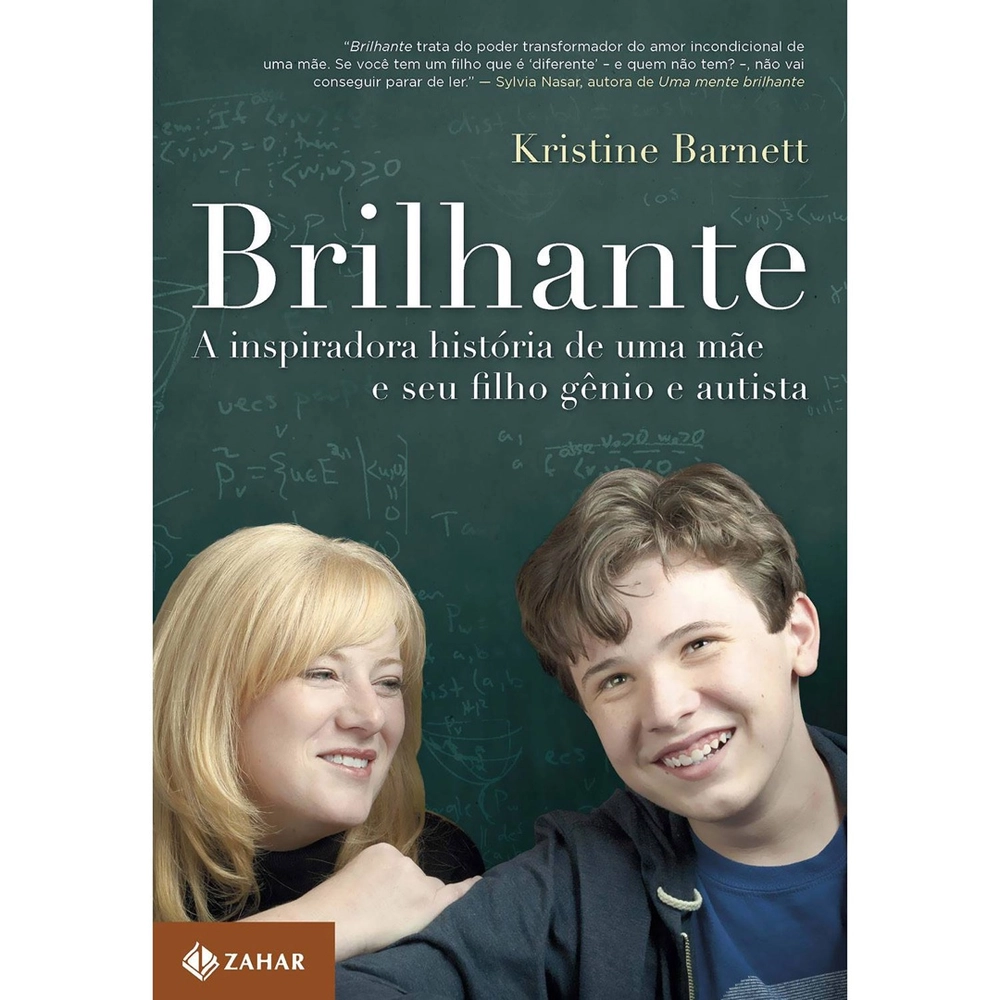 “Brilhante trata do poder transformador do amor incondicional de
uma mãe. Se você tem um filho que é ‘diferente’ – e quem não tem? –, não vai
conseguir parar de ler.” — Sylvia Nasar, autora de Uma mente brilhante
Kristine Barnett
Brilhante
A inspiradora história de uma mãe
e seu filho gênio e autista
ZAHAR